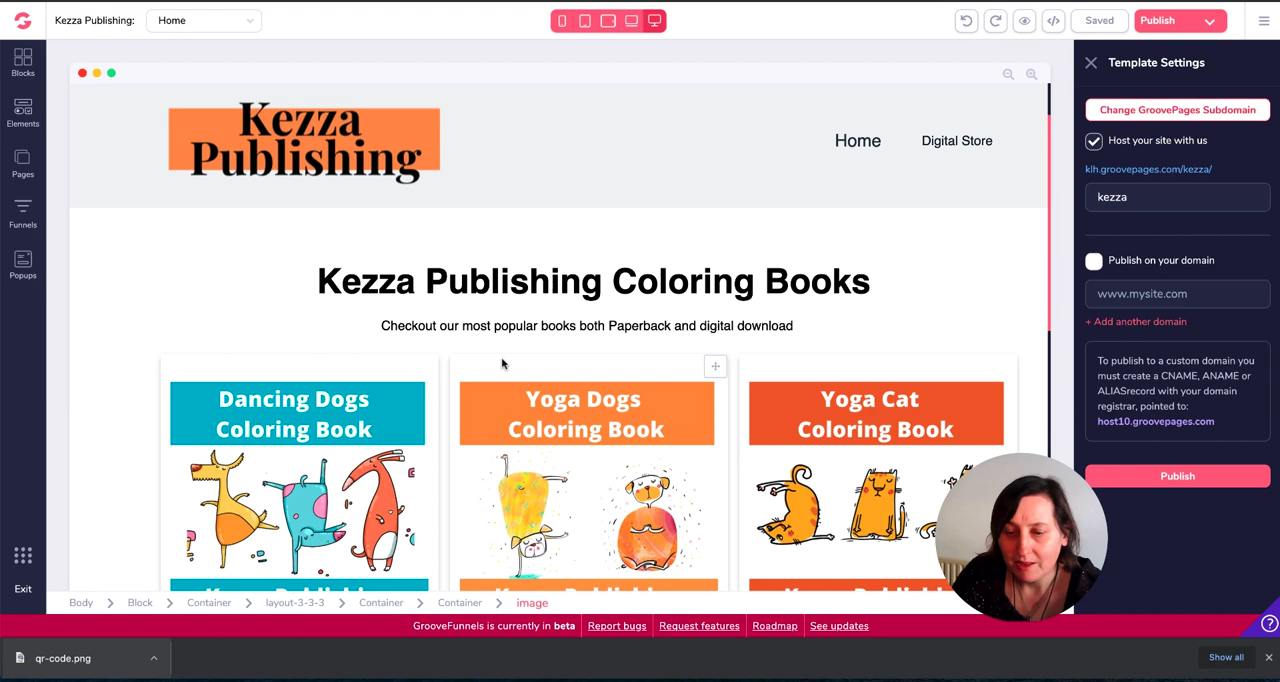 Kezza Publishing:
Home
Saved
Publish
Blocks
Elements
Pages
Funnels
Popups
Exit
Kezza
Publishing
Home
Digital Store
Kezza Publishing Coloring Books
Checkout our most popular books both Paperback and digital download
Dancing Dogs
Coloring Book
Yoga Dogs
Coloring Book
Yoga Cat
Coloring Book
Template Settings
Change GroovePages Subdomain
Host your site with us
klh.groovepages.com/kezza/
kezza
Publish on your domain
www.mysite.com
+ Add another domain
To publish to a custom domain you
must create a CNAME, ANAME or
ALIASrecord with your domain
registrar, pointed to:
host10.groovepages.com
Publish
Body
Block
Container
layout-3-3-3
Container
Container
image
GrooveFunnels is currently in beta
Report bugs
Request features
Roadmap
See updates
qr-code.png
Show all